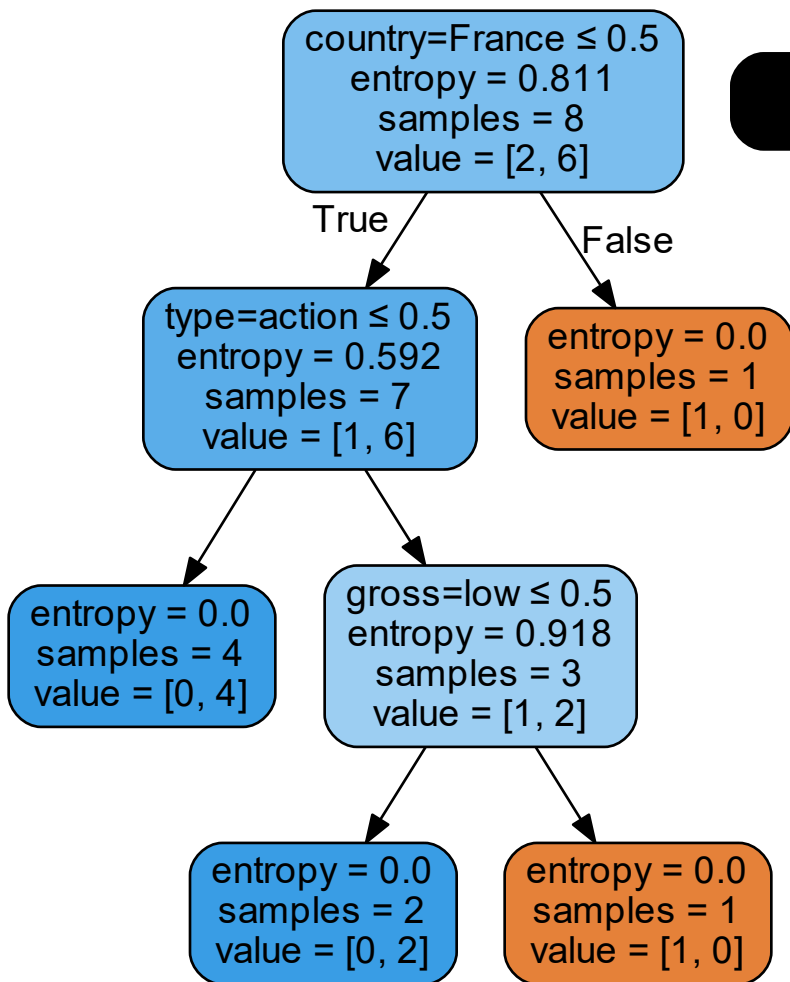 country=France ≤ 0.5
entropy = 0.811
samples = 8
value = [2, 6]
True
False
type=action ≤ 0.5
entropy = 0.592
samples = 7
value = [1, 6]
entropy = 0.0
samples = 1
value = [1, 0]
entropy = 0.0
samples = 4
value = [0, 4]
gross=low ≤ 0.5
entropy = 0.918
samples = 3
value = [1, 2]
entropy = 0.0
samples = 2
value = [0, 2]
entropy = 0.0
samples = 1
value = [1, 0]